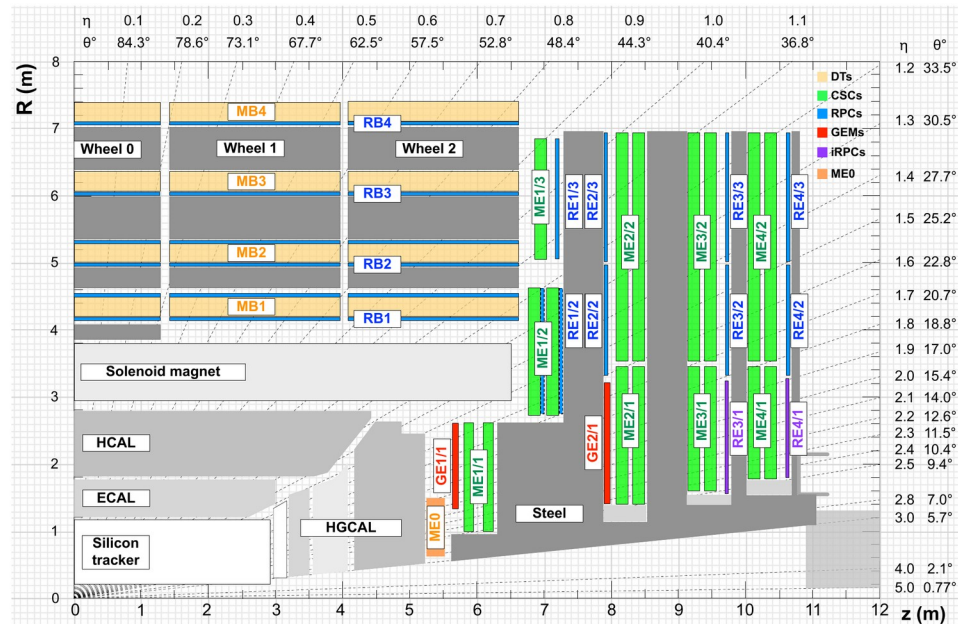 η 0.1 0.2 0.3 0.4 0.5 0.6 0.7 0.8 0.9 1.0 1.1
θ° 84.3° 78.6° 73.1° 67.7° 62.5° 57.5° 52.8° 48.4° 44.3° 40.4° 36.8° η θ°
R (m)
8
7
6
5
4
3
2
1
0
1.2 33.5°
1.3 30.5°
1.4 27.7°
1.5 25.2°
1.6 22.8°
1.7 20.7°
1.8 18.8°
1.9 17.0°
2.0 15.4°
2.1 14.0°
2.2 12.6°
2.3 11.5°
2.4 10.4°
2.5 9.4°
2.8 7.0°
3.0 5.7°
4.0 2.1°
5.0 0.77°
DTs
CSCs
RPCs
GEMs
iRPCs
ME0
MB4
RB4
Wheel 0 Wheel 1 Wheel 2
MB3
RB3
MB2
RB2
MB1
RB1
Solenoid magnet
HCAL
ECAL
HGCAL
Silicon
tracker
Steel
ME1/3
RE1/3
RE2/3
ME2/2
ME3/2
RE3/3
ME4/2
RE4/3
ME1/2
RE1/2
RE2/2
RE3/2
RE4/2
GE1/1
ME1/1
ME0
GE2/1
ME2/1
ME3/1
RE3/1
ME4/1
RE4/1
0 1 2 3 4 5 6 7 8 9 10 11 12
z (m)